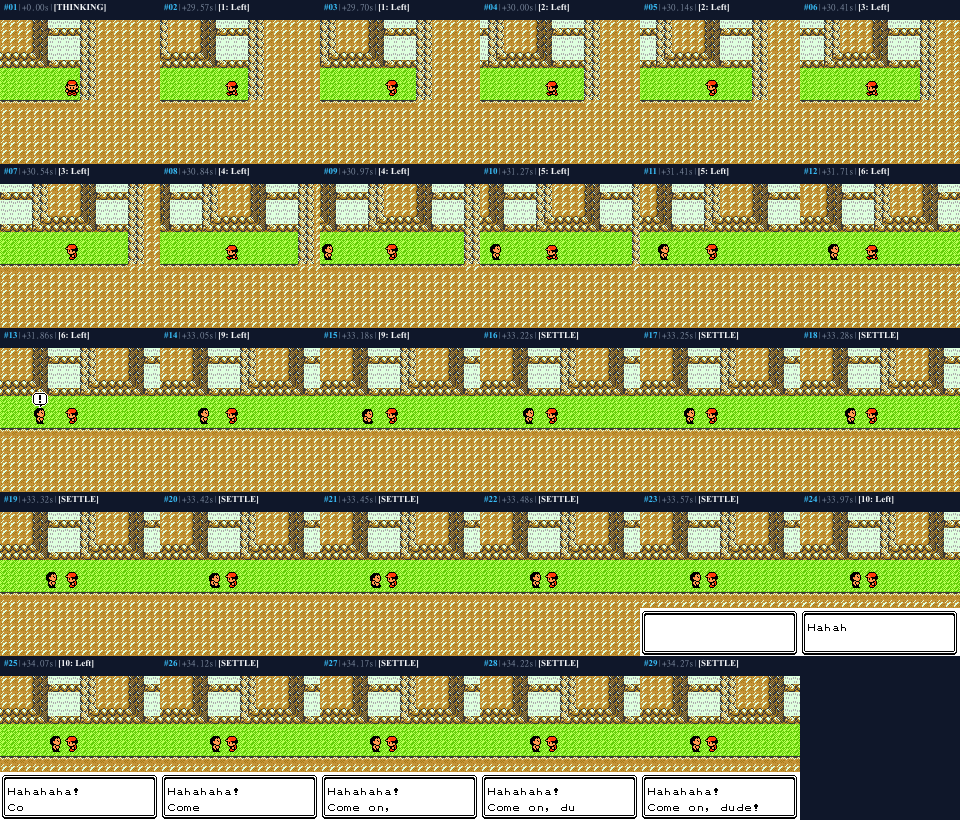 #01|+0.00s|[THINKING]
#02|+29.57s|[1: Left]
#03|+29.70s|[1: Left]
#04|+30.00s|[2: Left]
#05|+30.14s|[2: Left]
#06|+30.41s|[3: Left]
#07|+30.54s|[3: Left]
#08|+30.84s|[4: Left]
#09|+30.97s|[4: Left]
#10|+31.27s|[5: Left]
#11|+31.41s|[5: Left]
#12|+31.71s|[6: Left]
#13|+31.86s|[6: Left]
#14|+33.05s|[9: Left]
#15|+33.18s|[9: Left]
#16|+33.22s|[SETTLE]
#17|+33.25s|[SETTLE]
#18|+33.28s|[SETTLE]
!
#19|+33.32s|[SETTLE]
#20|+33.42s|[SETTLE]
#21|+33.45s|[SETTLE]
#22|+33.48s|[SETTLE]
#23|+33.57s|[SETTLE]
#24|+33.97s|[10: Left]
Hahah
#25|+34.07s|[10: Left]
#26|+34.12s|[SETTLE]
#27|+34.17s|[SETTLE]
#28|+34.22s|[SETTLE]
#29|+34.27s|[SETTLE]
Hahahaha!
Co
Hahahaha!
Come
Hahahaha!
Come on,
Hahahaha!
Come on, du
Hahahaha!
Come on, dude!